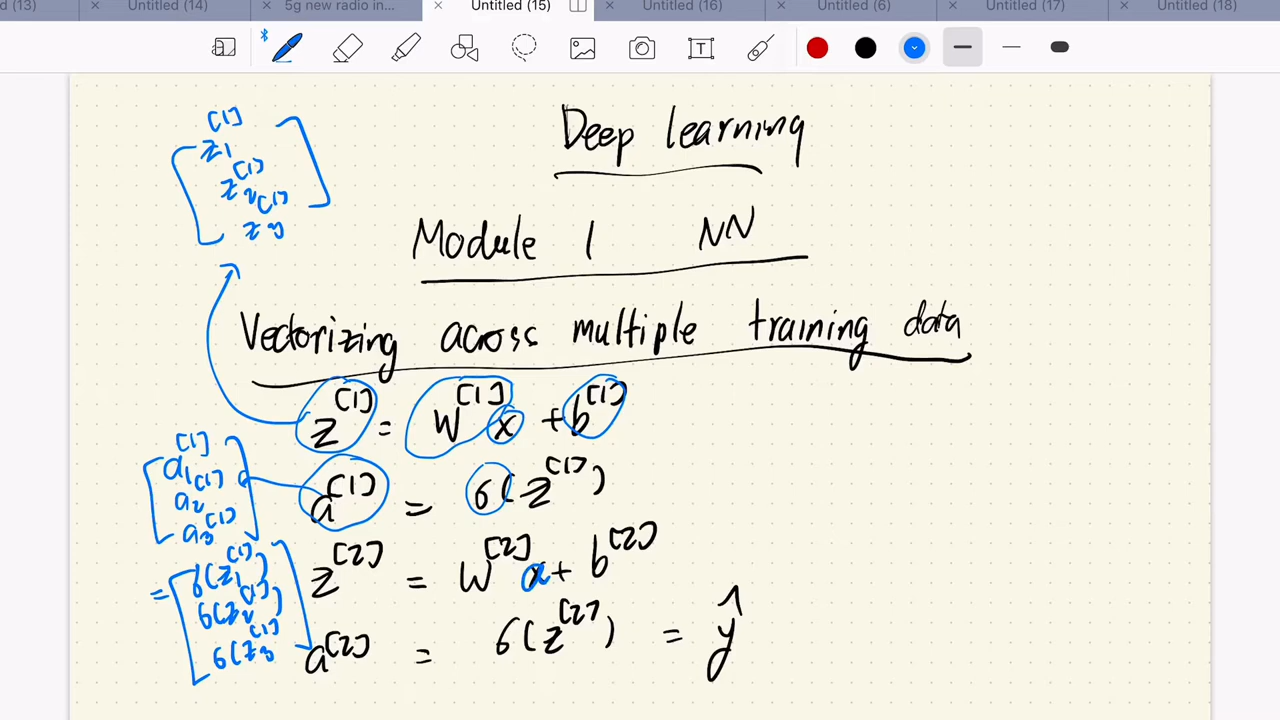 d (13)
Untitled (14)
5g new radio in...
Untitled (15)
Untitled (16)
Untitled (6)
Untitled (17)
Untitled (18)
Deep learning
Module 1 NN
Vectorizing across multiple training data
z1[1]
z2[1]
z3[1]
z[1] = W[1]x + b[1]
a1[1]
a2[1]
a3[1]
a[1] = σ(z[1])
= σ(z1[1])
σ(z2[1])
σ(z3[1])
z[2] = W[2]a + b[2]
a[2] = σ(z[2]) = ŷ